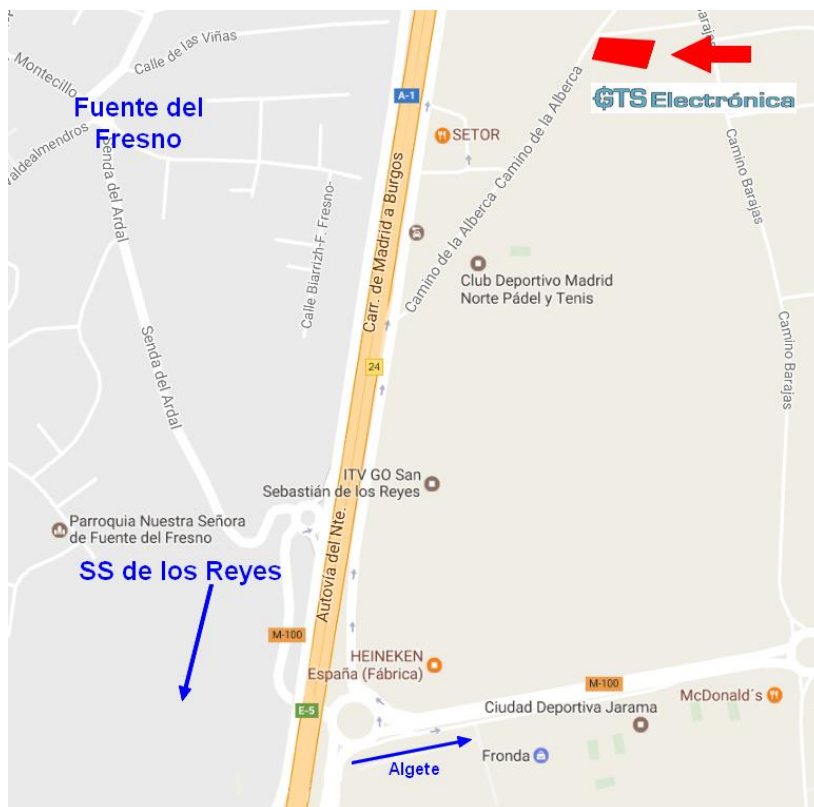 Calle de las Viñas
Montecillo
Fuente del
Fresno
valdealmendros
Senda del Ardal
Senda del Ardal
Calle Biarrizh-F. Fresno-
A-1
SETOR
Carr. de Madrid a Burgos
Camino de la Alberca
Camino de la Alberca
GTS Electrónica
Barajas
Barajas
Camino Barajas
Camino Barajas
Club Deportivo Madrid
Norte Pádel y Tenis
24
ITV GO San
Sebastián de los Reyes
Parroquia Nuestra Señora
de Fuente del Fresno
SS de los Reyes
Autovía del Nte.
M-100
HEINEKEN
España (Fábrica)
E-5
M-100
McDonald´s
Ciudad Deportiva Jarama
Fronda
Algete